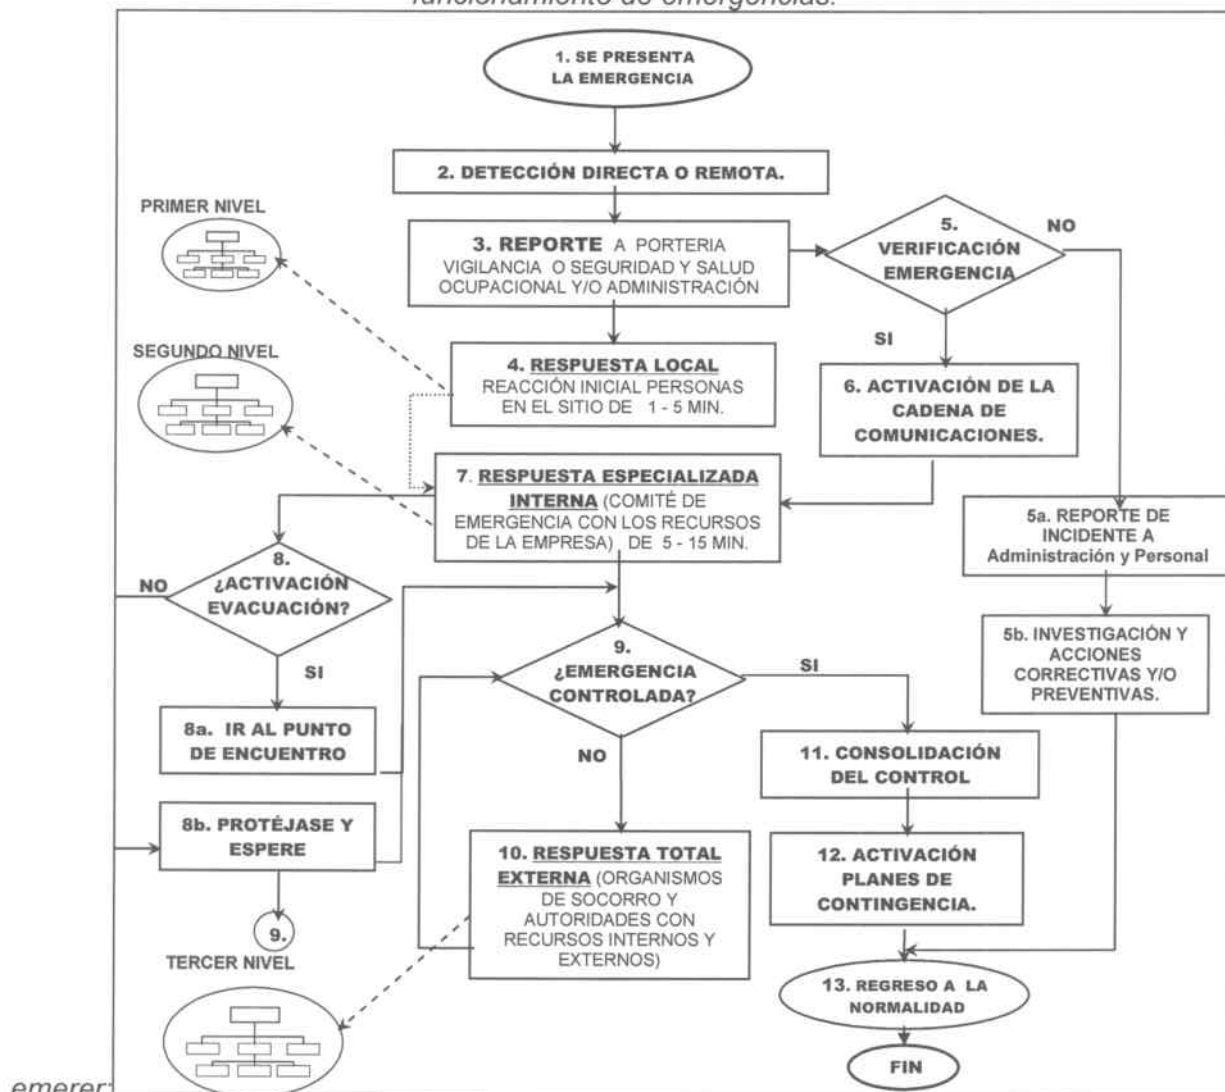 funcionamiento de emergencias.
1. SE PRESENTA
LA EMERGENCIA
2. DETECCIÓN DIRECTA O REMOTA.
PRIMER NIVEL
3. REPORTE A PORTERIA
VIGILANCIA O SEGURIDAD Y SALUD
OCUPACIONAL Y/O ADMINISTRACIÓN
5.
VERIFICACIÓN
EMERGENCIA
NO
SI
SEGUNDO NIVEL
4. RESPUESTA LOCAL
REACCIÓN INICIAL PERSONAS
EN EL SITIO DE 1 - 5 MIN.
6. ACTIVACIÓN DE LA
CADENA DE
COMUNICACIONES.
7. RESPUESTA ESPECIALIZADA
INTERNA (COMITÉ DE
EMERGENCIA CON LOS RECURSOS
DE LA EMPRESA) DE 5 - 15 MIN.
5a. REPORTE DE
INCIDENTE A
Administración y Personal
8.
¿ACTIVACIÓN
EVACUACIÓN?
NO
SI
5b. INVESTIGACIÓN Y
ACCIONES
CORRECTIVAS Y/O
PREVENTIVAS.
9.
¿EMERGENCIA
CONTROLADA?
SI
NO
8a. IR AL PUNTO
DE ENCUENTRO
11. CONSOLIDACIÓN
DEL CONTROL
8b. PROTÉJASE Y
ESPERE
10. RESPUESTA TOTAL
EXTERNA (ORGANISMOS
DE SOCORRO Y
AUTORIDADES CON
RECURSOS INTERNOS Y
EXTERNOS)
12. ACTIVACIÓN
PLANES DE
CONTINGENCIA.
9.
TERCER NIVEL
13. REGRESO A LA
NORMALIDAD
FIN